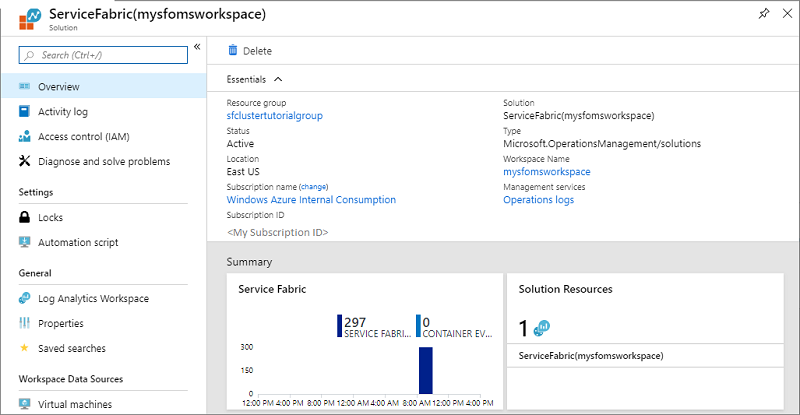 ServiceFabric(mysfomsworkspace)
Solution
Search (Ctrl+/)
Overview
Activity log
Access control (IAM)
Diagnose and solve problems
Settings
Locks
Automation script
General
Log Analytics Workspace
Properties
Saved searches
Workspace Data Sources
Virtual machines
Delete
Essentials
Resource group
sfclustertutorialgroup
Status
Active
Location
East US
Subscription name (change)
Windows Azure Internal Consumption
Subscription ID
<My Subscription ID>
Solution
ServiceFabric(mysfomsworkspace)
Type
Microsoft.OperationsManagement/solutions
Workspace Name
mysfomsworkspace
Management services
Operations logs
Summary
Service Fabric
297
SERVICE FABRI...
0
CONTAINER EV...
300
150
0
12:00 PM 4:00 PM 8:00 PM 12:00 AM 4:00 AM 8:00 AM 12:00 PM 4:00 PM
Solution Resources
1
ServiceFabric(mysfomsworkspace)